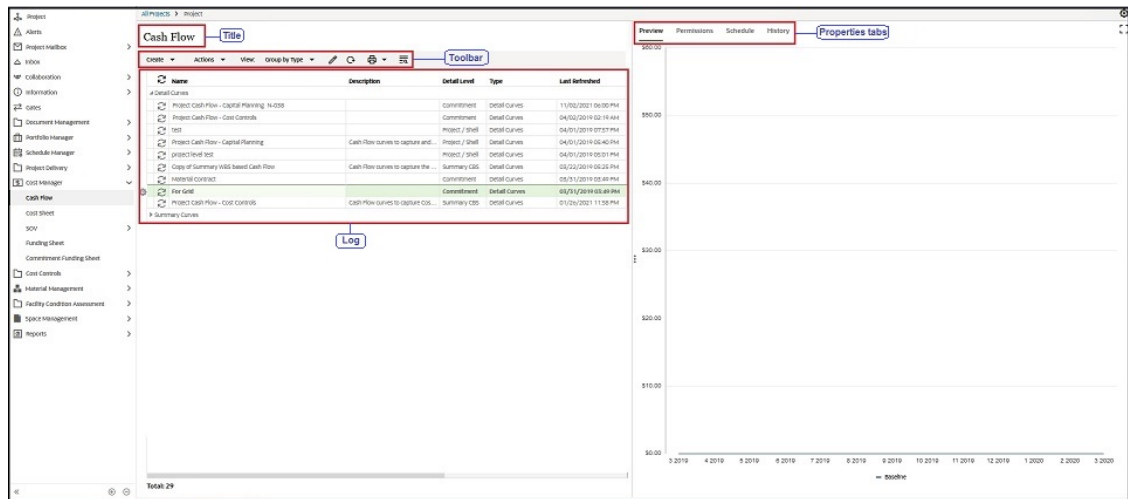 All Projects > Project
Project
Alerts
Project Mailbox
Inbox
Collaboration
Information
Gates
Document Management
Portfolio Manager
Schedule Manager
Project Delivery
Cost Manager
Cash Flow
Cost Sheet
SOV
Funding Sheet
Commitment Funding Sheet
Cost Controls
Material Management
Facility Condition Assessment
Space Management
Reports
Cash Flow
Title
Create Actions View: Group by Type
Toolbar
Name Description Detail Level Type Last Refreshed
Detail Curves
Project Cash Flow - Capital Planning N-03B Commitment Detail Curves 11/02/2021 06:00 PM
Project Cash Flow - Cost Controls Commitment Detail Curves 04/02/2019 02:19 AM
test Project / Shell Detail Curves 04/01/2019 07:57 PM
Project Cash Flow - Capital Planning Cash Flow curves to capture and... Project / Shell Detail Curves 04/01/2019 05:40 PM
project level test Project / Shell Detail Curves 04/01/2019 05:01 PM
Copy of Summary WBS based Cash Flow Cash Flow curves to capture the ... Summary CBS Detail Curves 03/22/2019 05:25 PM
Material Contract Commitment Detail Curves 03/31/2019 03:49 PM
For Grid Commitment Detail Curves 03/31/2019 03:49 PM
Project Cash Flow - Cost Controls Cash Flow curves to capture Cos... Summary CBS Detail Curves 01/26/2021 11:58 PM
Summary Curves
Log
Total: 29
Preview Permissions Schedule History
Properties tabs
$60.00
$50.00
$40.00
$30.00
$20.00
$10.00
$0.00
3 2019 4 2019 5 2019 6 2019 7 2019 8 2019 9 2019 10 2019 11 2019 12 2019 1 2020 2 2020 3 2020
Baseline